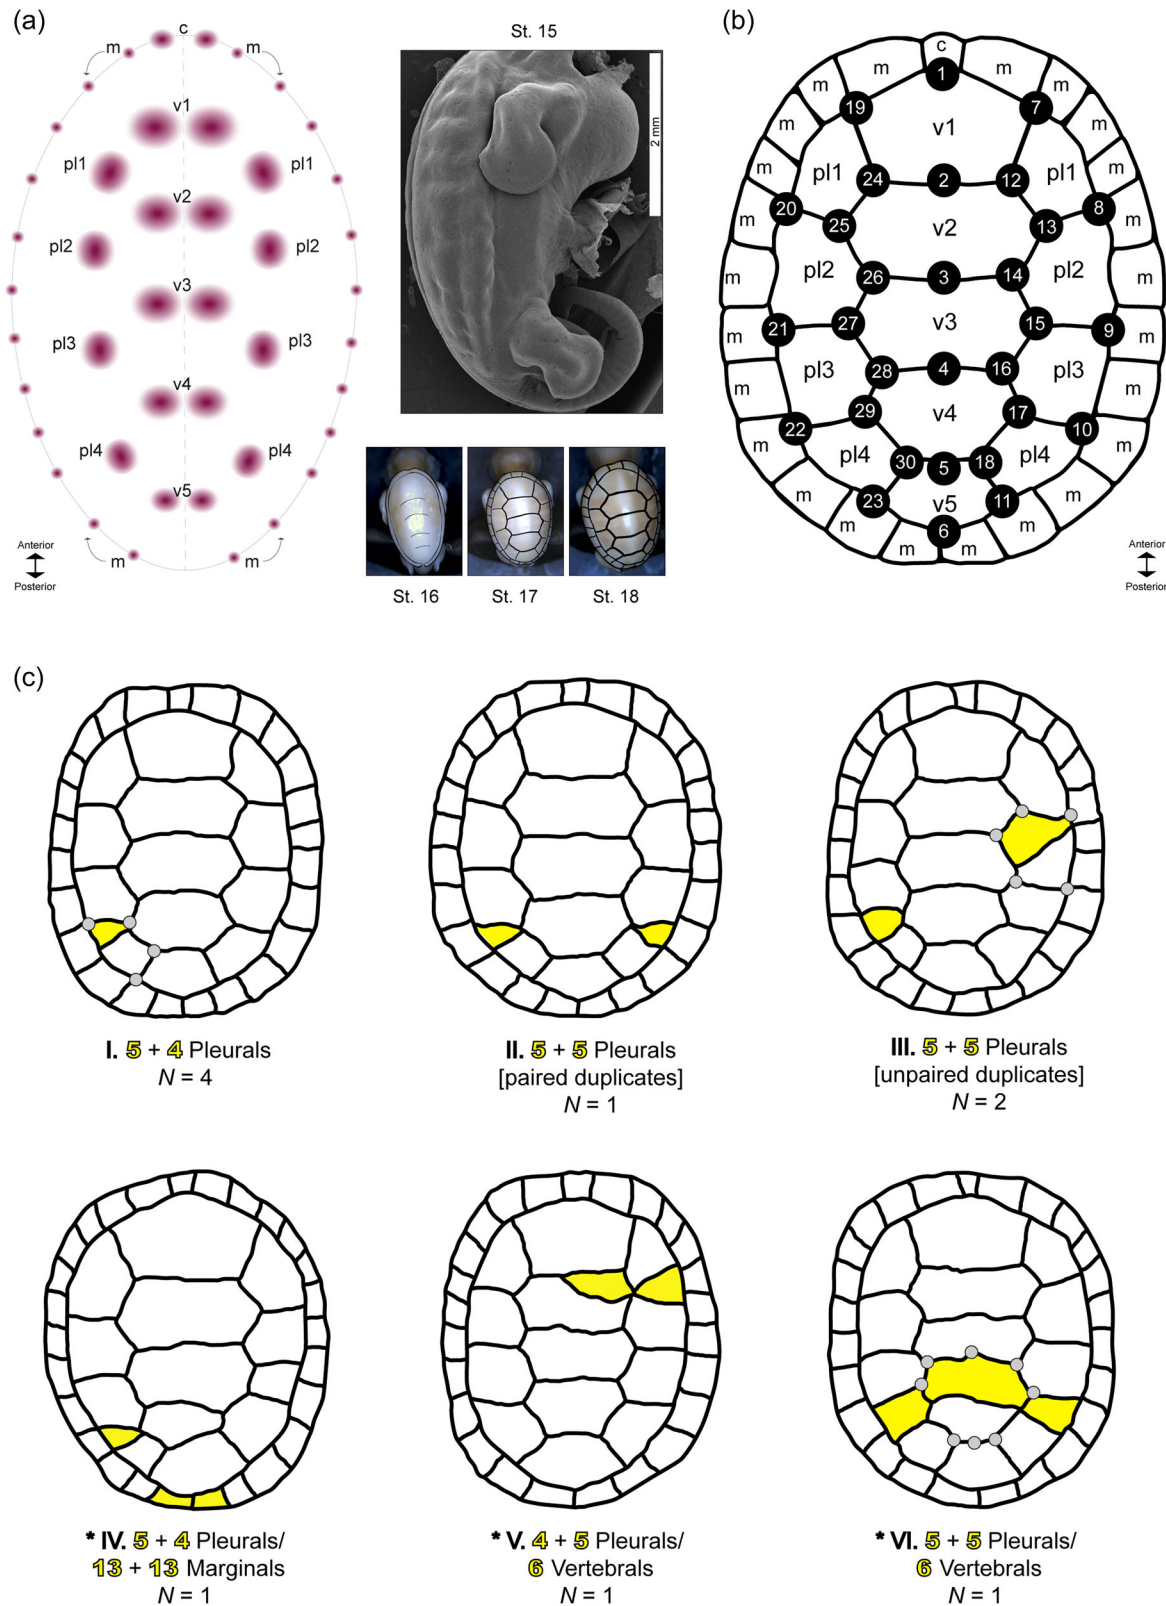 (a)
c
m
m
v1
pl1
pl1
v2
pl2
pl2
v3
pl3
pl3
v4
pl4
pl4
v5
m
m
Anterior
Posterior
St. 15
2 mm
St. 16
St. 17
St. 18
(b)
c
m
m
1
m
m
19
7
m
v1
m
pl1
pl1
24
2
12
m
20
8
m
25
13
v2
m
pl2
pl2
m
26
3
14
21
27
v3
15
9
m
m
28
4
16
pl3
pl3
m
m
29
v4
17
22
10
m
pl4
30
5
18
pl4
m
m
23
v5
11
m
m
6
m
m
m
Anterior
Posterior
(c)
I. 5 + 4 Pleurals
N = 4
II. 5 + 5 Pleurals
[paired duplicates]
N = 1
III. 5 + 5 Pleurals
[unpaired duplicates]
N = 2
* IV. 5 + 4 Pleurals/
13 + 13 Marginals
N = 1
* V. 4 + 5 Pleurals/
6 Vertebrals
N = 1
* VI. 5 + 5 Pleurals/
6 Vertebrals
N = 1